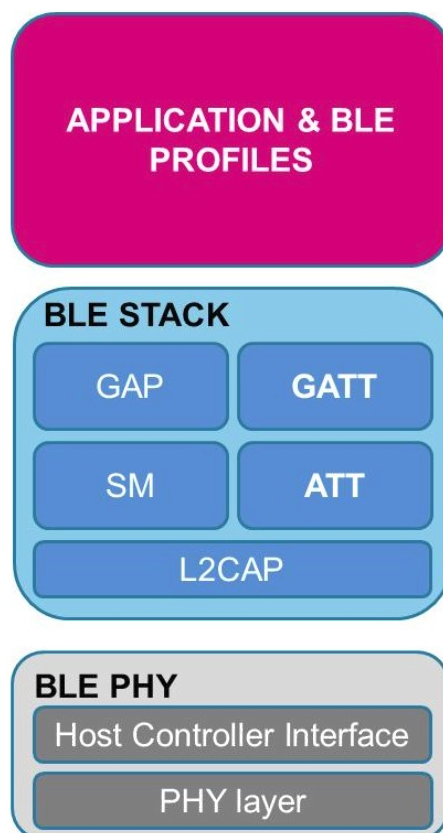 APPLICATION & BLE
PROFILES
BLE STACK
GAP
GATT
SM
ATT
L2CAP
BLE PHY
Host Controller Interface
PHY layer